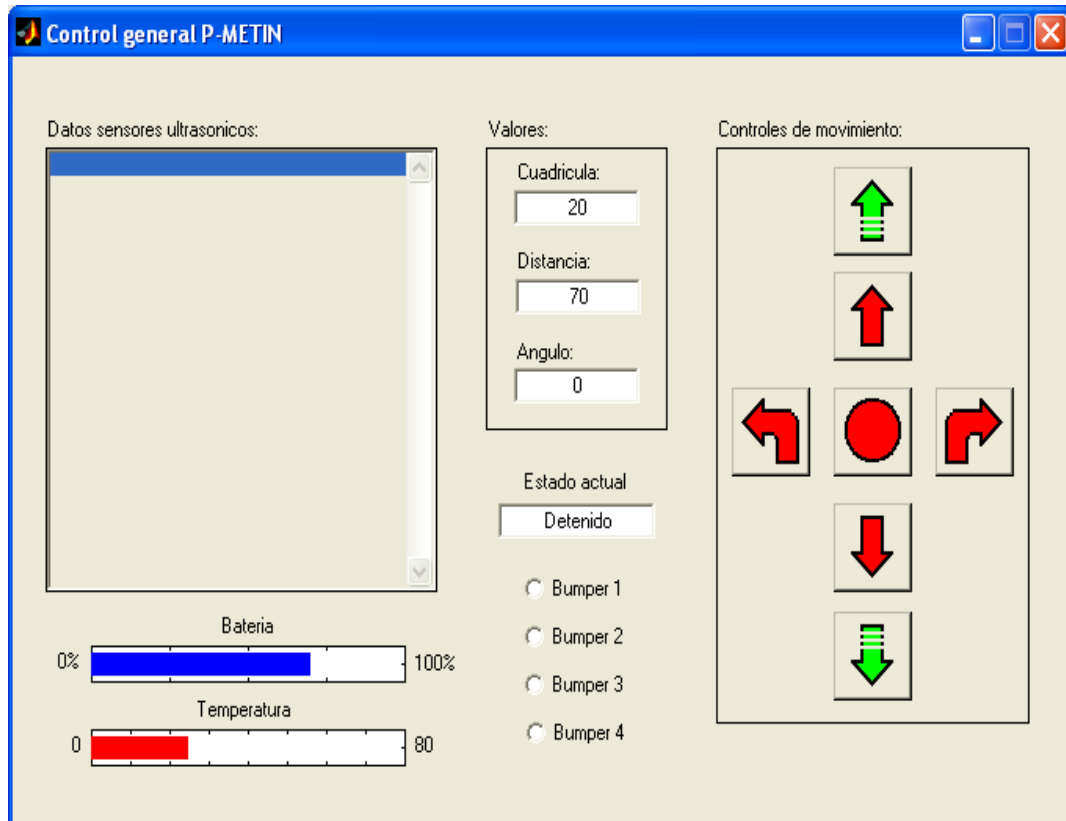 Control general P-METIN
Datos sensores ultrasonicos:
Valores:
Controles de movimiento:
Cuadricula:
20
Distancia:
70
Angulo:
0
Estado actual
Detenido
Bumper 1
Bumper 2
Bumper 3
Bumper 4
Bateria
0%
100%
Temperatura
0
80